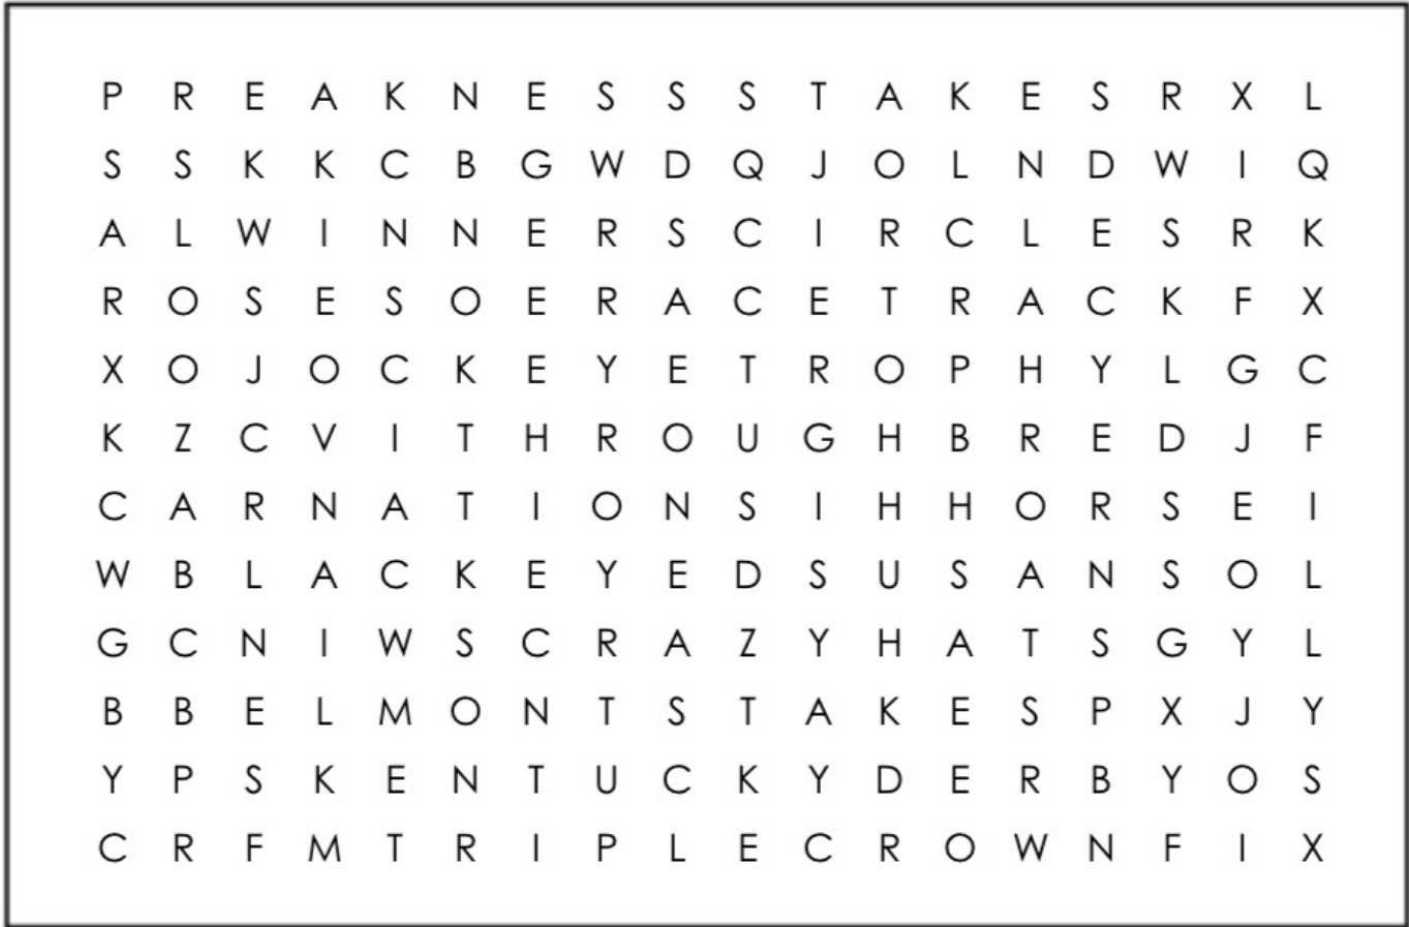 P R E A K N E S S S T A K E S R X L
S S K K C B G W D Q J O L N D W I Q
A L W I N N E R S C I R C L E S R K
R O S E S O E R A C E T R A C K F X
X O J O C K E Y E T R O P H Y L G C
K Z C V I T H R O U G H B R E D J F
C A R N A T I O N S I H H O R S E I
W B L A C K E Y E D S U S A N S O L
G C N I W S C R A Z Y H A T S G Y L
B B E L M O N T S T A K E S P X J Y
Y P S K E N T U C K Y D E R B Y O S
C R F M T R I P L E C R O W N F I X